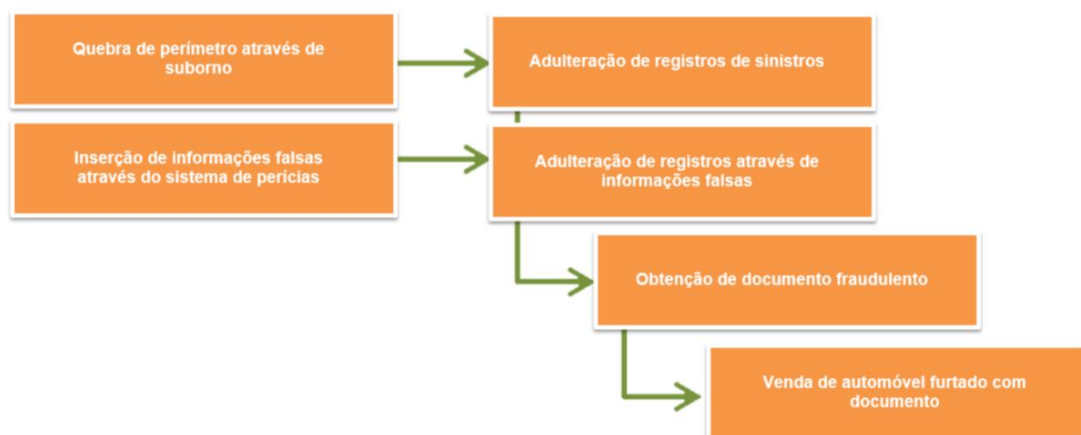 Quebra de perímetro através de
suborno
Adulteração de registros de sinistros
Inserção de informações falsas
através do sistema de perícias
Adulteração de registros através de
informações falsas
Obtenção de documento fraudulento
Venda de automóvel furtado com
documento